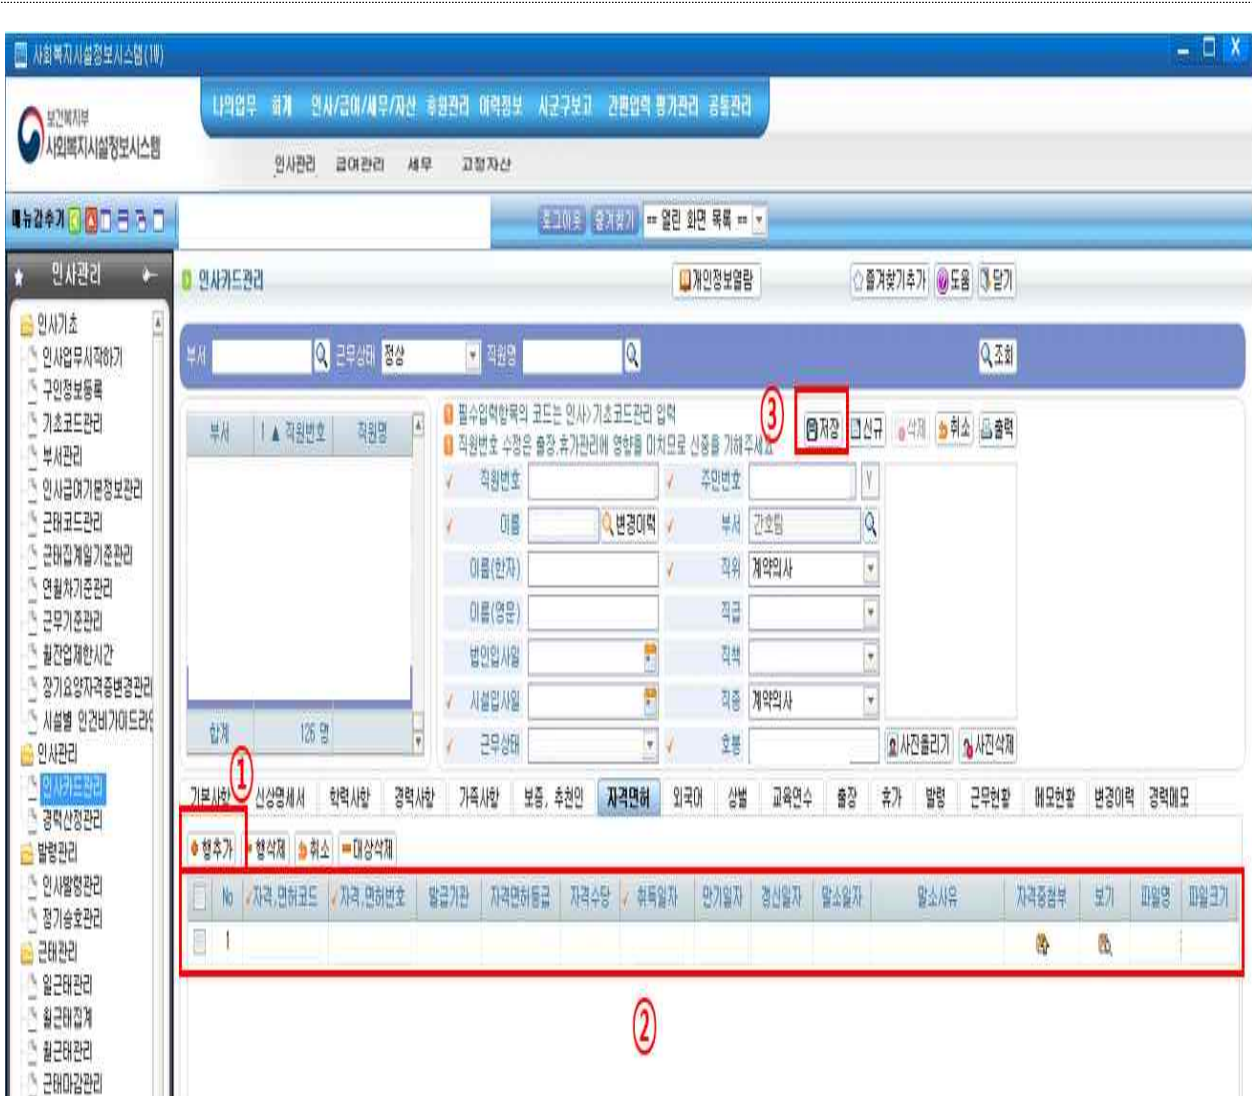 사회복지시설정보시스템(1W)
나의업무 회계 인사/급여/세무/자산 후원관리 이력정보 시군구보고 간편입력 평가관리 공통관리
보건복지부
사회복지시설정보시스템
인사관리 급여관리 세무 고정자산
메뉴감추기
로그아웃 즐겨찾기 == 열린 화면 목록 ==
인사관리
인사카드관리 개인정보열람 즐겨찾기추가 도움 닫기
인사기초
인사업무시작하기
구인정보등록
기초코드관리
부서관리
인사급여기본정보관리
근태코드관리
근태집계일기준관리
연월차기준관리
근무기준관리
월잔업제한시간
장기요양자격증변경관리
시설별 인건비가이드라인
인사관리
인사카드관리
경력산정관리
발령관리
인사발령관리
정기승호관리
근태관리
일근태관리
월근태집계
월근태관리
근태마감관리
부서 근무상태 정상 직원명 조회
부서 1 ▲ 직원번호 직원명
합계 126 명
필수입력항목의 코드는 인사>기초코드관리 입력
직원번호 수정은 출장,휴가관리에 영향을 미치므로 신중을 기해주세요
③ 저장 신규 삭제 취소 출력
직원번호 주민번호 Y
이름 변경이력 부서 간호팀
이름(한자) 직위 계약의사
이름(영문) 직급
법인입사일 직책
시설입사일 직종 계약의사
근무상태 호봉 사진올리기 사진삭제
①
기본사항 신상명세서 학력사항 경력사항 가족사항 보증, 추천인 자격면허 외국어 상벌 교육연수 출장 휴가 발령 근무현황 메모현황 변경이력 경력메모
행추가 행삭제 취소 대상삭제
No 자격,면허코드 자격,면허번호 발급기관 자격면허등급 자격수당 취득일자 만기일자 갱신일자 말소일자 말소사유 자격증첨부 보기 파일명 파일크기
1
②